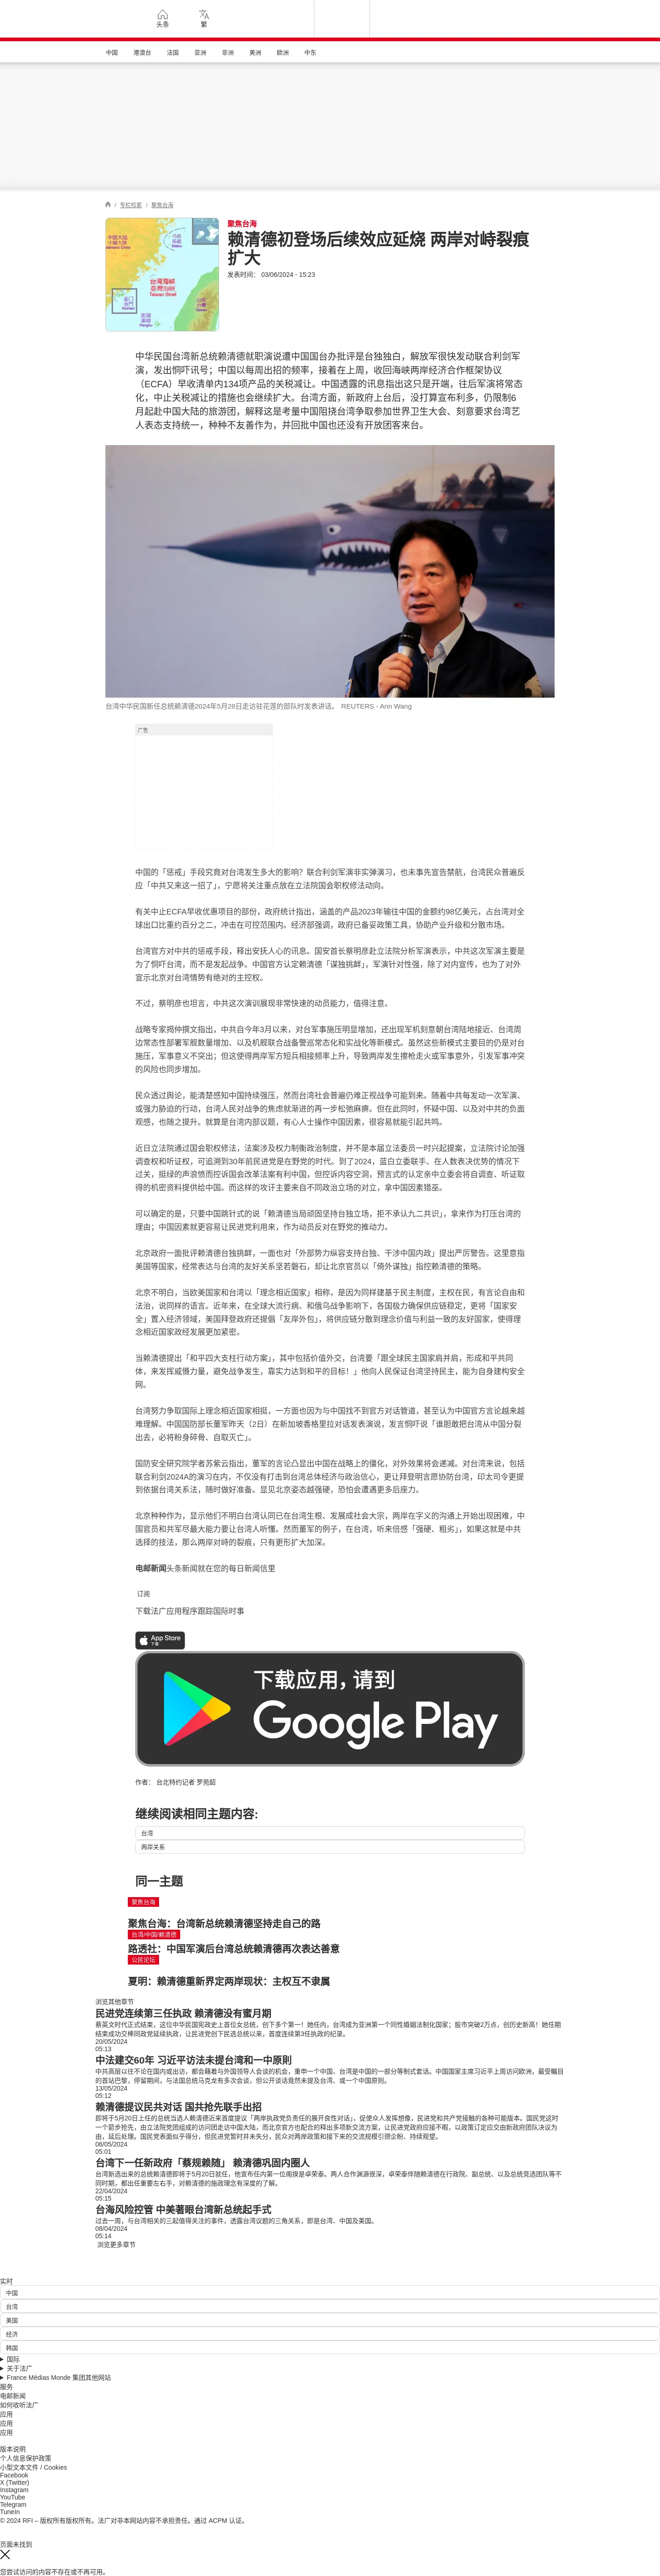 头条
繁
中国 港澳台 法国 亚洲 非洲 美洲 欧洲 中东
/ 专栏检索 / 聚焦台海
聚焦台海
赖清德初登场后续效应延烧 两岸对峙裂痕
扩大
发表时间： 03/06/2024 - 15:23
台湾海峡
Taiwan Strait
中华民国台湾新总统赖清德就职演说遭中国国台办批评是台独独白，解放军很快发动联合利剑军
演，发出恫吓讯号；中国以每周出招的频率，接着在上周，收回海峡两岸经济合作框架协议
（ECFA）早收清单内134项产品的关税减让。中国透露的讯息指出这只是开端，往后军演将常态
化，中止关税减让的措施也会继续扩大。台湾方面，新政府上台后，没打算宣布利多，仍限制6
月起赴中国大陆的旅游团，解释这是考量中国阻挠台湾争取参加世界卫生大会、刻意要求台湾艺
人表态支持统一，种种不友善作为，并回批中国也还没有开放团客来台。
台湾中华民国新任总统赖清德2024年5月28日走访驻花莲的部队时发表讲话。 REUTERS - Ann Wang
广告
中国的「惩戒」手段究竟对台湾发生多大的影响？联合利剑军演非实弹演习，也未事先宣告禁航，台湾民众普遍反
应「中共又来这一招了」，宁愿将关注重点放在立法院国会职权修法动向。
有关中止ECFA早收优惠项目的部份，政府统计指出，涵盖的产品2023年输往中国的金额约98亿美元，占台湾对全
球出口比重约百分之二，冲击在可控范围内。经济部强调，政府已备妥政策工具，协助产业升级和分散市场。
台湾官方对中共的惩戒手段，释出安抚人心的讯息。国安首长蔡明彦赴立法院分析军演表示，中共这次军演主要是
为了恫吓台湾，而不是发起战争。中国官方认定赖清德「谋独挑衅」，军演针对性强，除了对内宣传，也为了对外
宣示北京对台湾情势有绝对的主控权。
不过，蔡明彦也坦言，中共这次演训展现非常快速的动员能力，值得注意。
战略专家揭仲撰文指出，中共自今年3月以来，对台军事施压明显增加，还出现军机刻意朝台湾陆地接近、台湾周
边常态性部署军舰数量增加、以及机舰联合战备警巡常态化和实战化等新模式。虽然这些新模式主要目的仍是对台
施压，军事意义不突出；但这使得两岸军方短兵相接频率上升，导致两岸发生擦枪走火或军事意外，引发军事冲突
的风险也同步增加。
民众透过舆论，能清楚感知中国持续强压，然而台湾社会普遍仍难正视战争可能到来。随着中共每发动一次军演、
或强力胁迫的行动，台湾人民对战争的焦虑就渐进的再一步松弛麻痹。但在此同时，怀疑中国、以及对中共的负面
观感，也随之提升。就算是台湾内部议题，有心人士操作中国因素，很容易就能引起共鸣。
近日立法院通过国会职权修法，法案涉及权力制衡政治制度，并不是本届立法委员一时兴起提案，立法院讨论加强
调查权和听证权，可追溯到30年前民进党是在野党的时代。到了2024，蓝白立委联手、在人数表决优势的情况下
过关，挺绿的声浪愤而控诉国会改革法案有利中国，但控诉内容空洞，预言式的认定亲中立委会将自调查、听证取
得的机密资料提供给中国。而这样的攻讦主要来自不同政治立场的对立，拿中国因素错巫。
可以确定的是，只要中国跳针式的说「赖清德当局顽固坚持台独立场，拒不承认九二共识」，拿来作为打压台湾的
理由；中国因素就更容易让民进党利用来，作为动员反对在野党的推动力。
北京政府一面批评赖清德台独挑衅，一面也对「外部势力纵容支持台独、干涉中国内政」提出严厉警告。这里意指
美国等国家，经常表达与台湾的友好关系坚若磐石，却让北京官员以「倚外谋独」指控赖清德的策略。
北京不明白，当欧美国家和台湾以「理念相近国家」相称，是因为同样建基于民主制度，主权在民，有言论自由和
法治，说同样的语言。近年来，在全球大流行病、和俄乌战争影响下，各国极力确保供应链稳定，更将「国家安
全」置入经济领域，美国拜登政府还提倡「友岸外包」，将供应链分散到理念价值与利益一致的友好国家，使得理
念相近国家政经发展更加紧密。
当赖清德提出「和平四大支柱行动方案」，其中包括价值外交，台湾要「跟全球民主国家肩并肩，形成和平共同
体，来发挥威慑力量，避免战争发生，靠实力达到和平的目标！」他向人民保证台湾坚持民主，能为自身建构安全
网。
台湾努力争取国际上理念相近国家相挺，一方面也因为与中国找不到官方对话管道，甚至认为中国官方言论越来越
难理解。中国国防部长董军昨天（2日）在新加坡香格里拉对话发表演说，发言恫吓说「谁胆敢把台湾从中国分裂
出去，必将粉身碎骨、自取灭亡」。
国防安全研究院学者苏紫云指出，董军的言论凸显出中国在战略上的僵化，对外效果将会递减。对台湾来说，包括
联合利剑2024A的演习在内，不仅没有打击到台湾总体经济与政治信心，更让拜登明言愿协防台湾，印太司令更提
到依据台湾关系法，随时做好准备。显见北京姿态越强硬，恐怕会遭遇更多后座力。
北京种种作为，显示他们不明白台湾认同已在台湾生根、发展成社会大宗，两岸在字义的沟通上开始出现困难，中
国官员和共军尽最大能力要让台湾人听懂。然而董军的例子，在台湾，听来倍感「强硬、粗劣」，如果这就是中共
选择的技法，那么两岸对峙的裂痕，只有更形扩大加深。
电邮新闻头条新闻就在您的每日新闻信里
订阅
下载法广应用程序跟踪国际时事
App Store
下载
下载应用，请到
Google Play
作者： 台北特约记者 罗苑韶
继续阅读相同主题内容:
台湾
两岸关系
同一主题
聚焦台海
聚焦台海：台湾新总统赖清德坚持走自己的路
台湾/中国/赖清德
路透社：中国军演后台湾总统赖清德再次表达善意
公民论坛
夏明：赖清德重新界定两岸现状：主权互不隶属
浏览其他章节
民进党连续第三任执政 赖清德没有蜜月期
蔡英文时代正式结束，这位中华民国宪政史上首位女总统，创下多个第一！她任内，台湾成为亚洲第一个同性婚姻法制化国家；股市突破2万点，创历史新高！她任期
结束成功交棒同政党延续执政，让民进党创下民选总统以来，首度连续第3任执政的纪录。
20/05/2024
05:13
中法建交60年 习近平访法未提台湾和一中原则
中共高层以往不论在国内或出访，都会藉着与外国领导人会谈的机会，重申一个中国、台湾是中国的一部分等制式套话。中国国家主席习近平上周访问欧洲，最受瞩目
的首站巴黎，停留期间，与法国总统马克龙有多次会谈，但公开谈话竟然未提及台湾、或一个中国原则。
13/05/2024
05:12
赖清德提议民共对话 国共抢先联手出招
即将于5月20日上任的总统当选人赖清德近来首度提议「两岸执政党负责任的展开良性对话」，促使众人发挥想像，民进党和共产党接触的各种可能版本。国民党这时
一个箭步抢先，由立法院党团组成的访问团走访中国大陆，而北京官方也配合的释出多项新交流方案，让民进党政府应接不暇，以政策订定应交由新政府团队决议为
由，延后处理。国民党表面似乎得分，但民进党暂时并未失分，民众对两岸政策和接下来的交流规模引颈企盼、持续观望。
06/05/2024
05:01
台湾下一任新政府「蔡规赖随」 赖清德巩固内圈人
台湾新选出来的总统赖清德即将于5月20日就任，他宣布任内第一位阁揆是卓荣泰。两人合作渊源很深，卓荣泰伴随赖清德在行政院、副总统、以及总统竞选团队等不
同时期，都出任重要左右手，对赖清德的施政理念有深度的了解。
22/04/2024
05:15
台海风险控管 中美著眼台湾新总统起手式
过去一周，与台湾相关的三起值得关注的事件，透露台湾议题的三角关系，即是台湾、中国及美国。
08/04/2024
05:14
浏览更多章节
实时
中国
台湾
美国
经济
韩国
国际
关于法广
France Médias Monde 集团其他网站
服务
电邮新闻
如何收听法广
应用
应用
应用
版本说明
个人信息保护政策
小型文本文件 / Cookies
Facebook
X (Twitter)
Instagram
YouTube
Telegram
TuneIn
© 2024 RFI – 版权所有版权所有。法广对非本网站内容不承担责任。通过 ACPM 认证。
页面未找到
您尝试访问的内容不存在或不再可用。